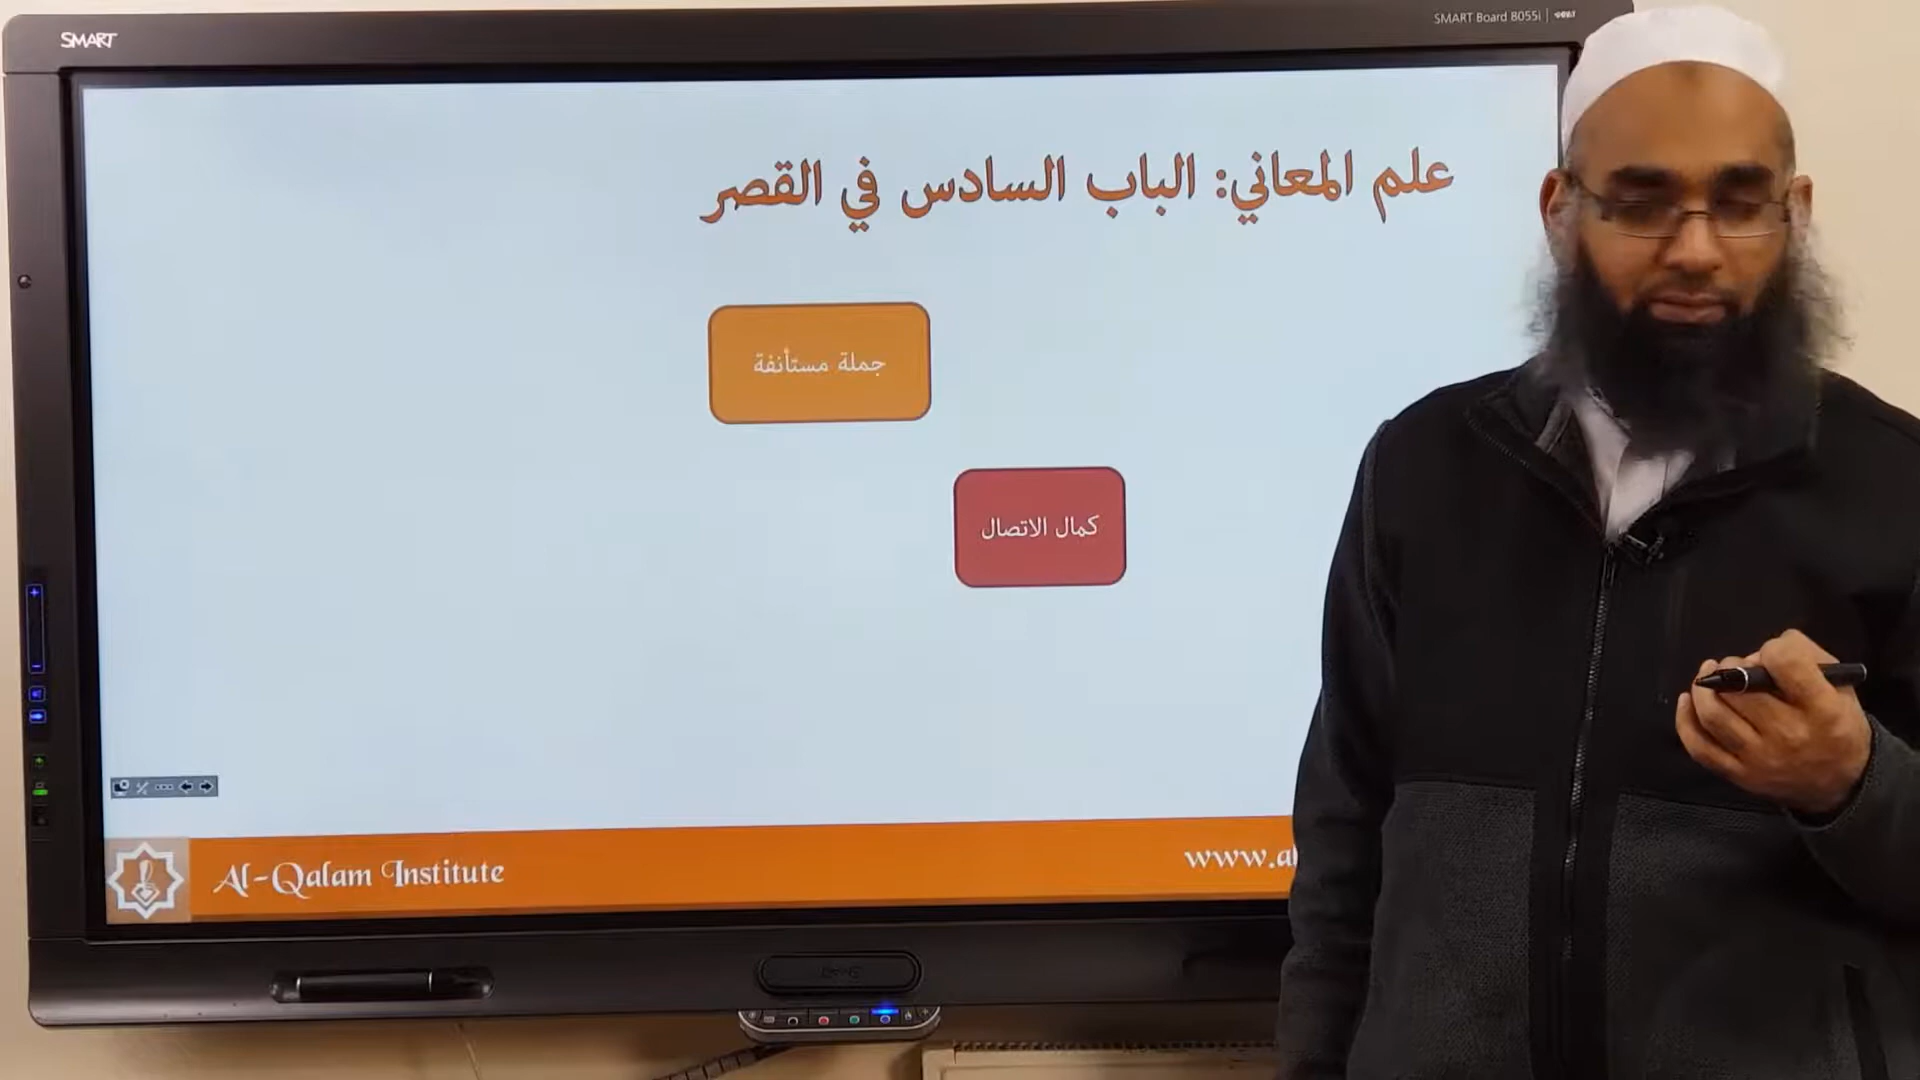 SMART
SMART Board 8055i
علم المعاني: الباب السادس في القصر
جملة مستأنفة
كمال الاتصال
Al-Qalam Institute
www.al